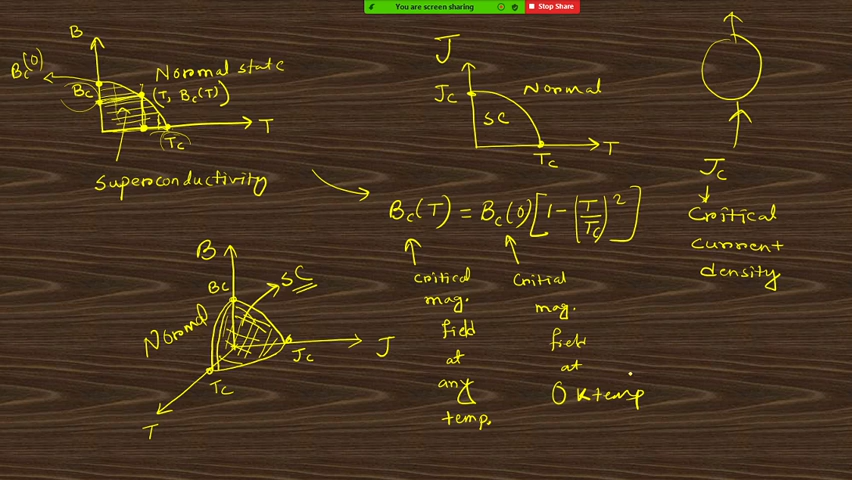 You are screen sharing
Stop Share
B
Bc(0)
Bc
Normal state
(T, Bc(T))
T
Tc
Superconductivity
J
Jc
Normal
SC
T
Tc
Jc
Critical
current
density
Bc(T) = Bc(0)[1-(T/Tc)^2]
Critical
mag.
field
at
any
temp.
Critial
mag.
field
at
0 K temp
B
Bc
SC
Normal
J
Jc
Tc
T